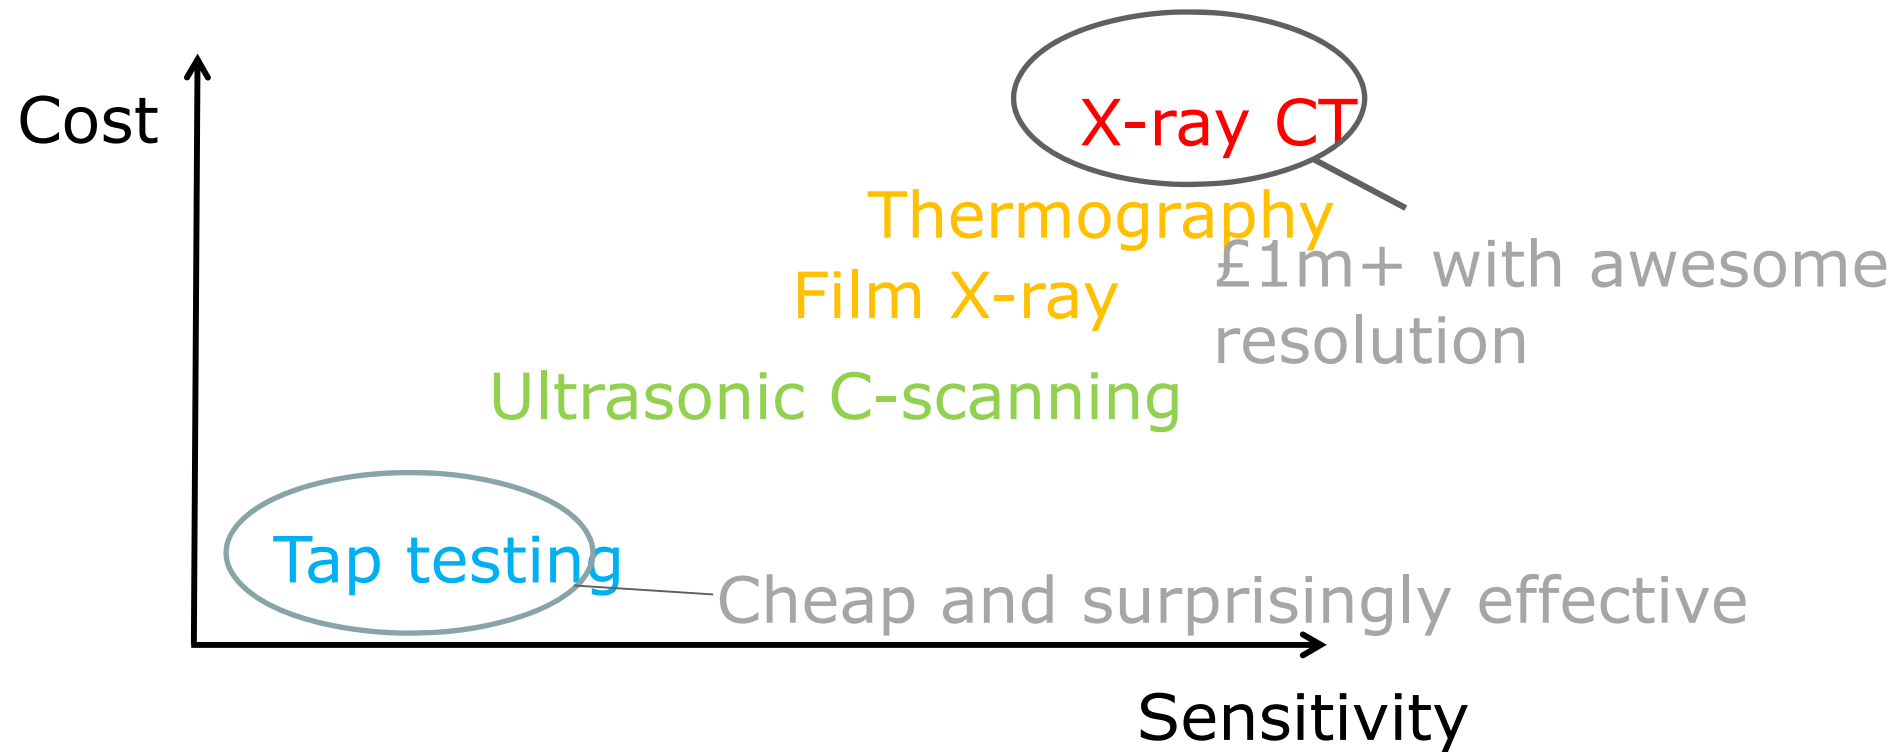 Cost
X-ray CT
Thermography
£1m+ with awesome
resolution
Film X-ray
Ultrasonic C-scanning
Tap testing
Cheap and surprisingly effective
Sensitivity